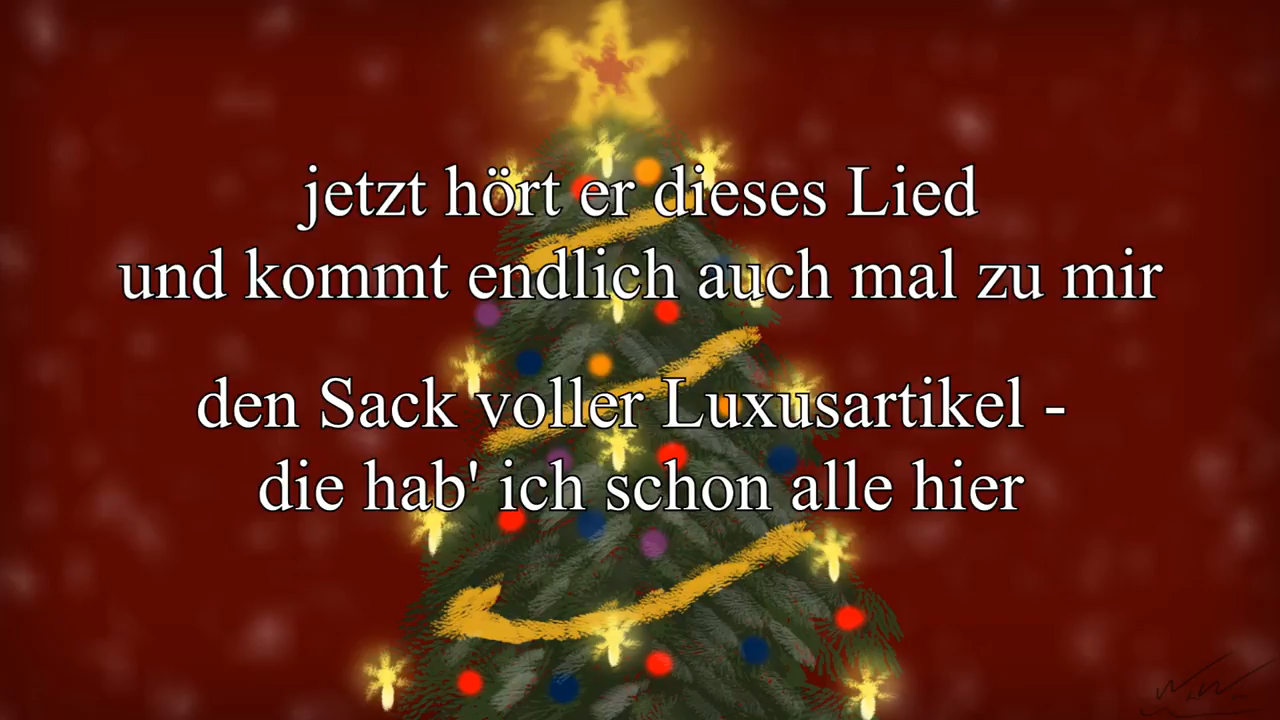 jetzt hört er dieses Lied
und kommt endlich auch mal zu mir
den Sack voller Luxusartikel -
die hab' ich schon alle hier